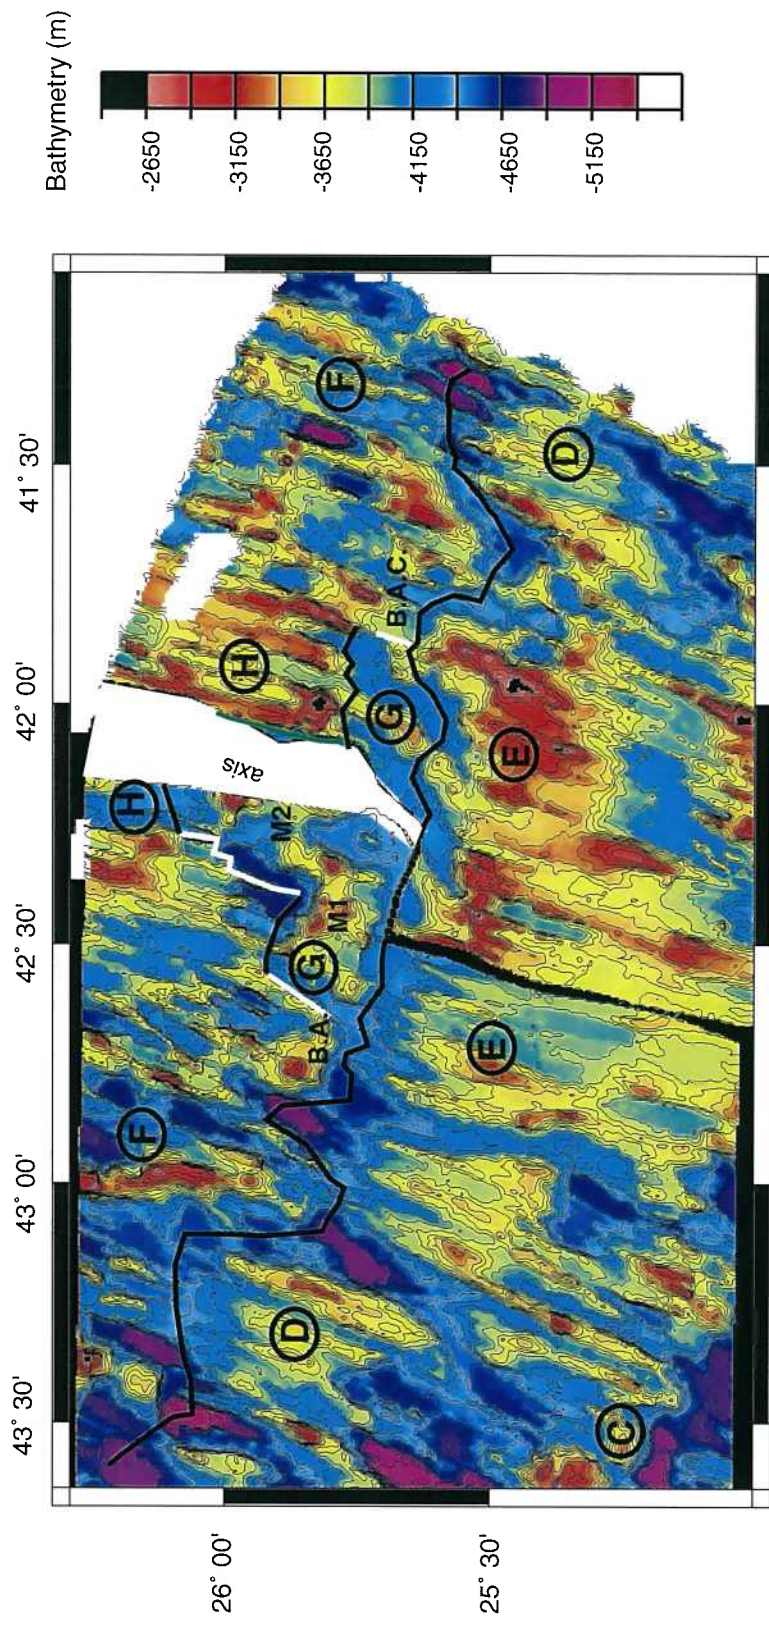 Bathymetry (m)
-2650
-3150
-3650
-4150
-4650
-5150
43° 30'
43° 00'
42° 30'
42° 00'
41° 30'
26° 00'
25° 30'
H
H
axis
F
F
M2
M1
G
G
B.A.
B.A.C.
D
D
E
E
C